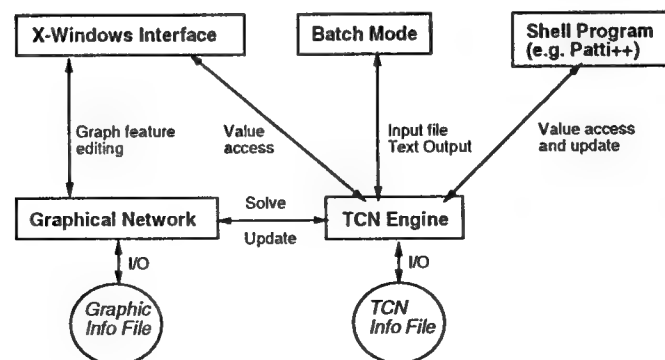 X-Windows Interface
Batch Mode
Shell Program
(e.g. Patti++)
Graph feature
editing
Value
access
Input file
Text Output
Value access
and update
Graphical Network
Solve
Update
TCN Engine
I/O
I/O
Graphic
Info File
TCN
Info File